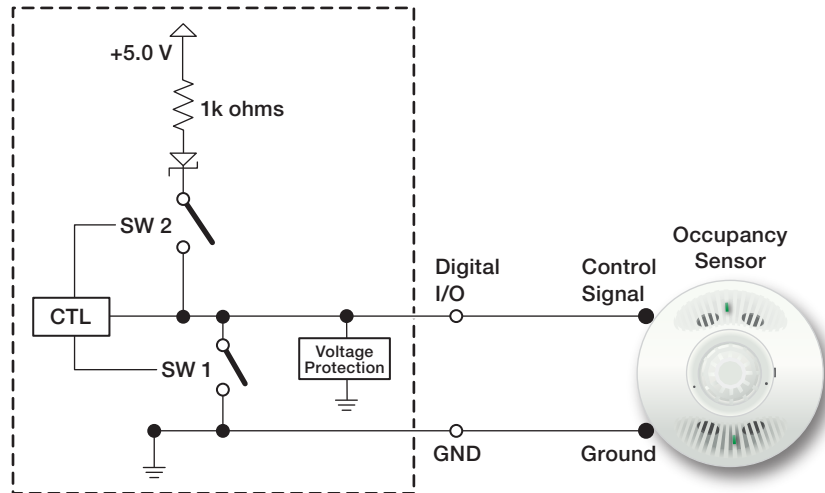 +5.0 V
1k ohms
SW 2
CTL
SW 1
Voltage
Protection
Digital
I/O
GND
Control
Signal
Ground
Occupancy
Sensor